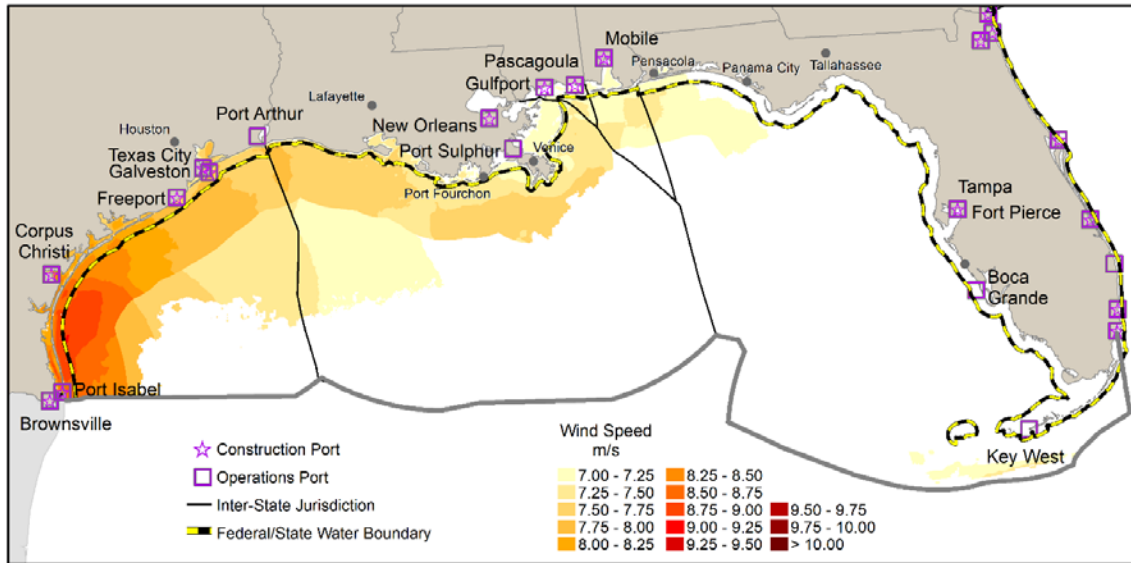 Mobile
Pascagoula
Pensacola
Panama City
Tallahassee
Gulfport
Lafayette
Port Arthur
New Orleans
Houston
Port Sulphur
Venice
Texas City
Galveston
Port Fourchon
Freeport
Tampa
Fort Pierce
Corpus
Christi
Boca
Grande
Port Isabel
Brownsville
Key West
Construction Port
Operations Port
Inter-State Jurisdiction
Federal/State Water Boundary
Wind Speed
m/s
7.00 - 7.25
8.25 - 8.50
7.25 - 7.50
8.50 - 8.75
7.50 - 7.75
8.75 - 9.00
9.50 - 9.75
7.75 - 8.00
9.00 - 9.25
9.75 - 10.00
8.00 - 8.25
9.25 - 9.50
> 10.00